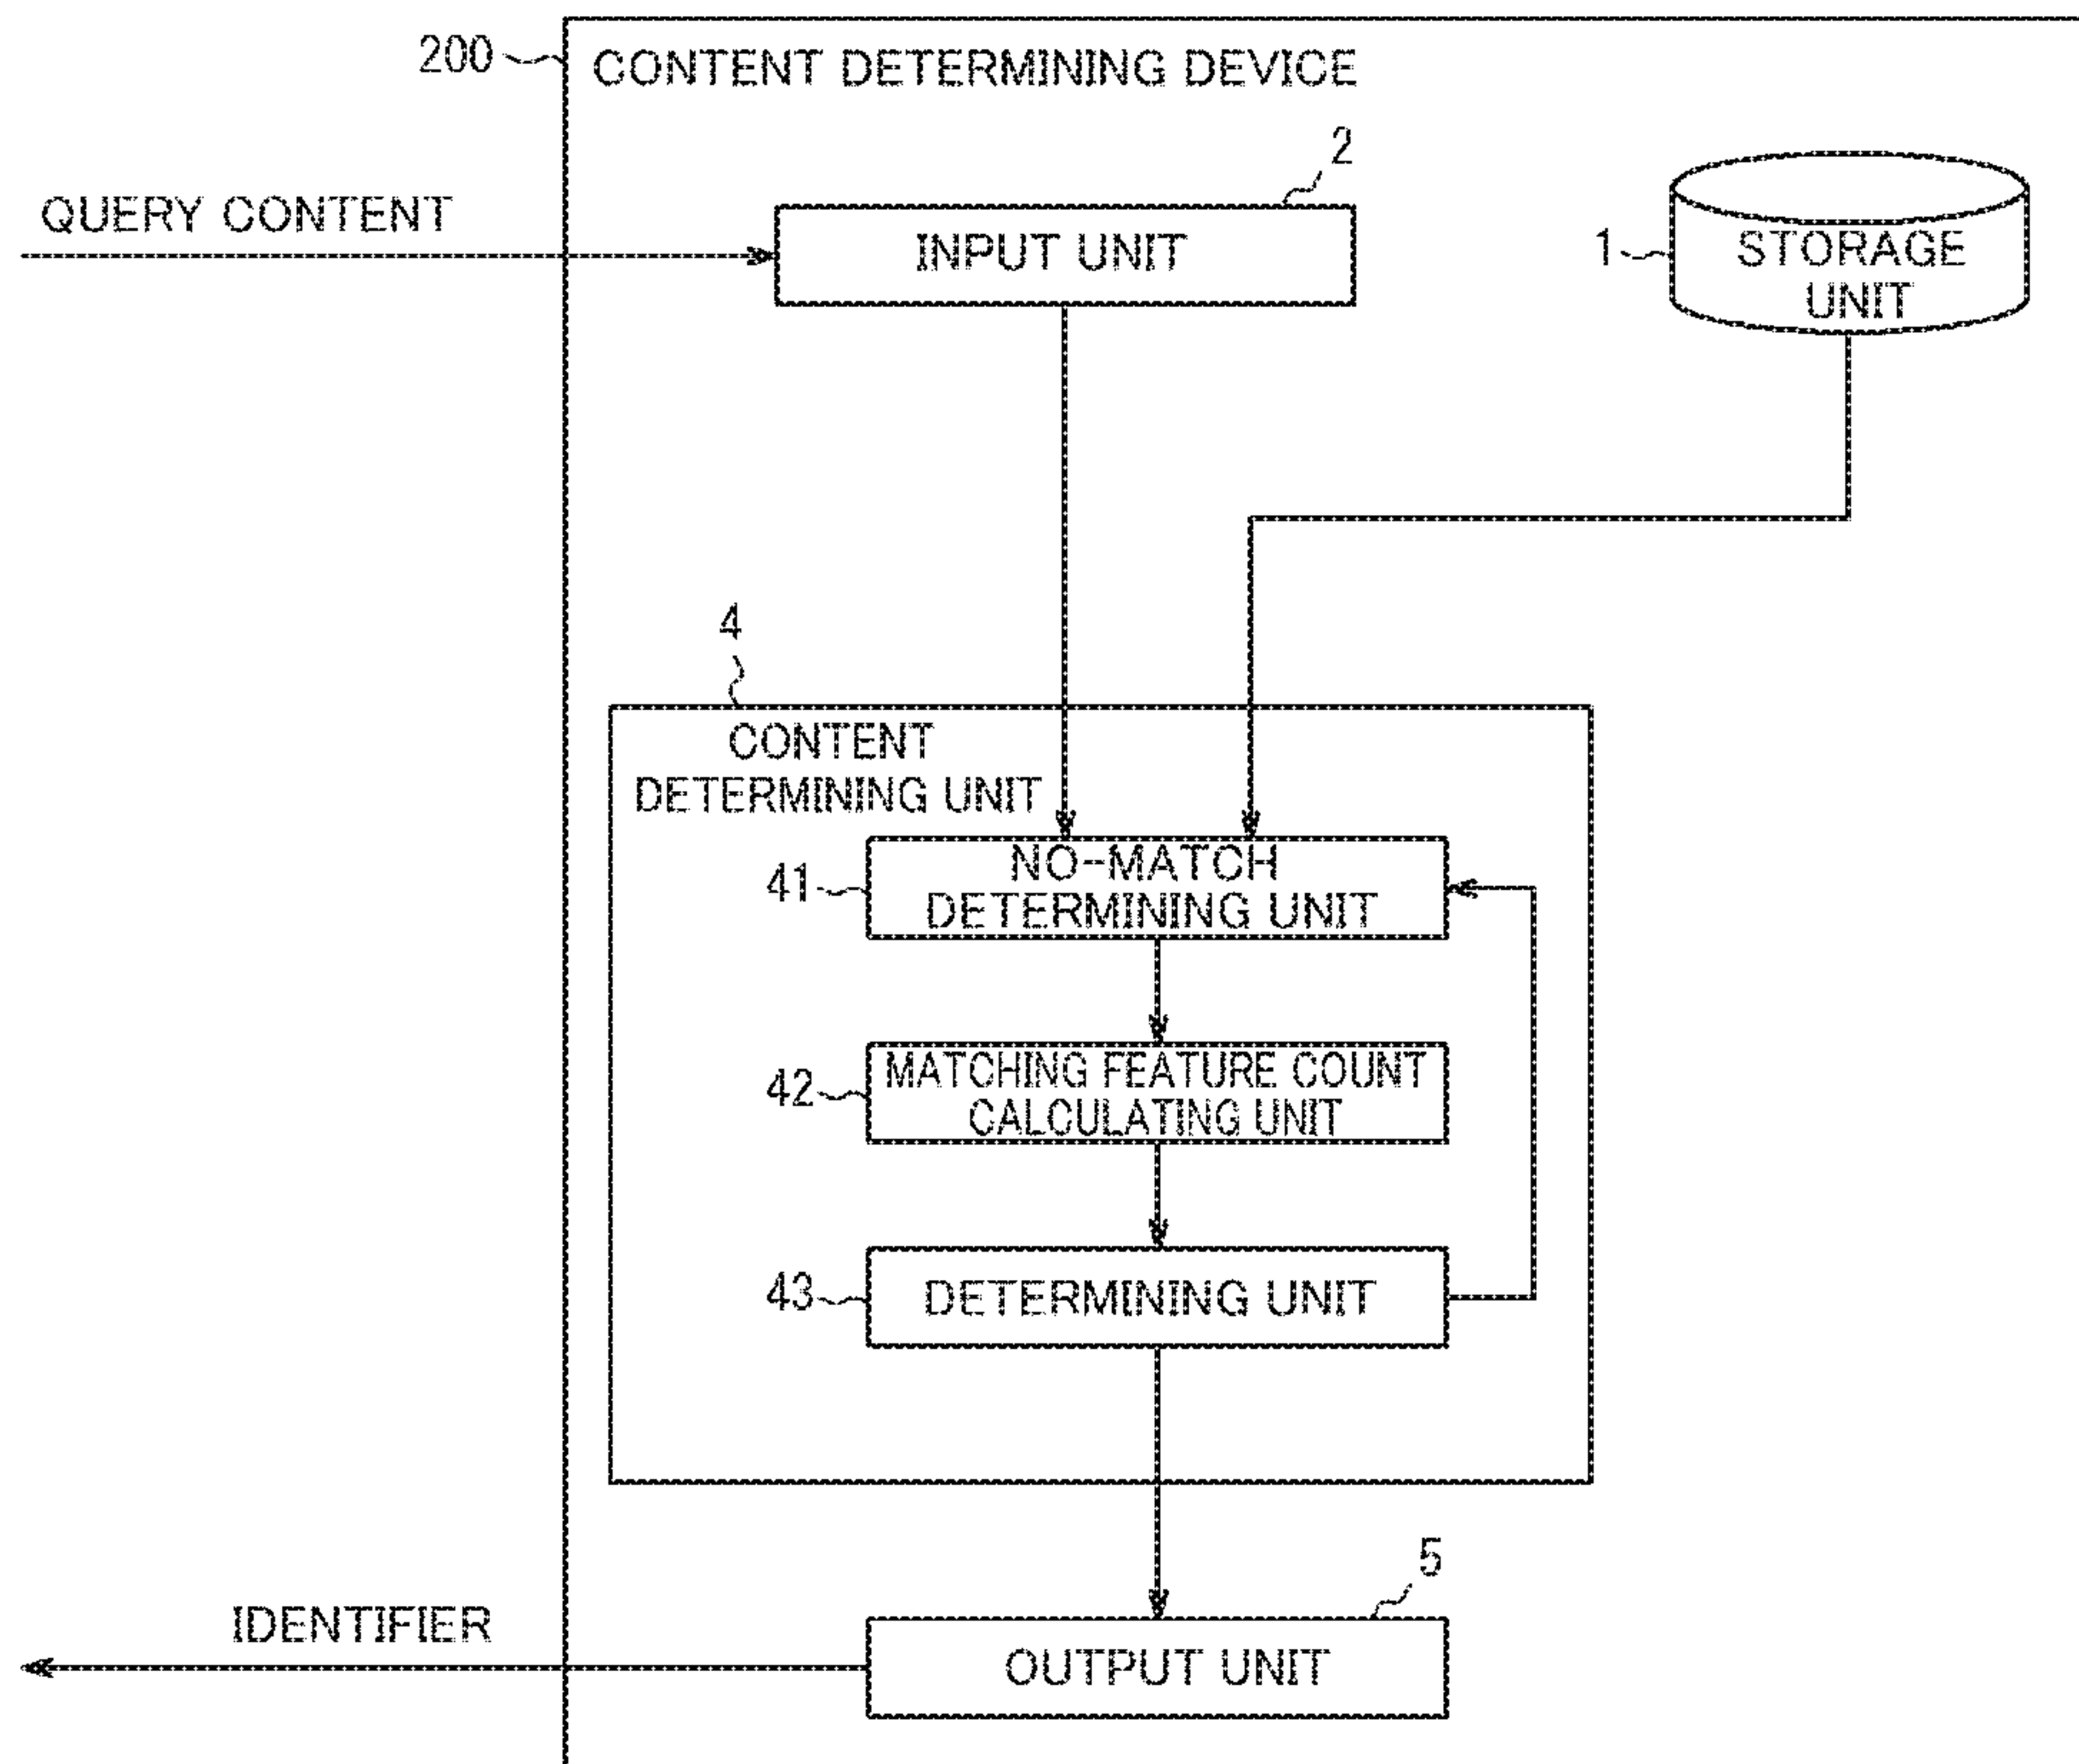 200
CONTENT DETERMINING DEVICE
2
QUERY CONTENT
INPUT UNIT
1
STORAGE
UNIT
4
CONTENT
DETERMINING UNIT
41
NO-MATCH
DETERMINING UNIT
42
MATCHING FEATURE COUNT
CALCULATING UNIT
43
DETERMINING UNIT
5
IDENTIFIER
OUTPUT UNIT